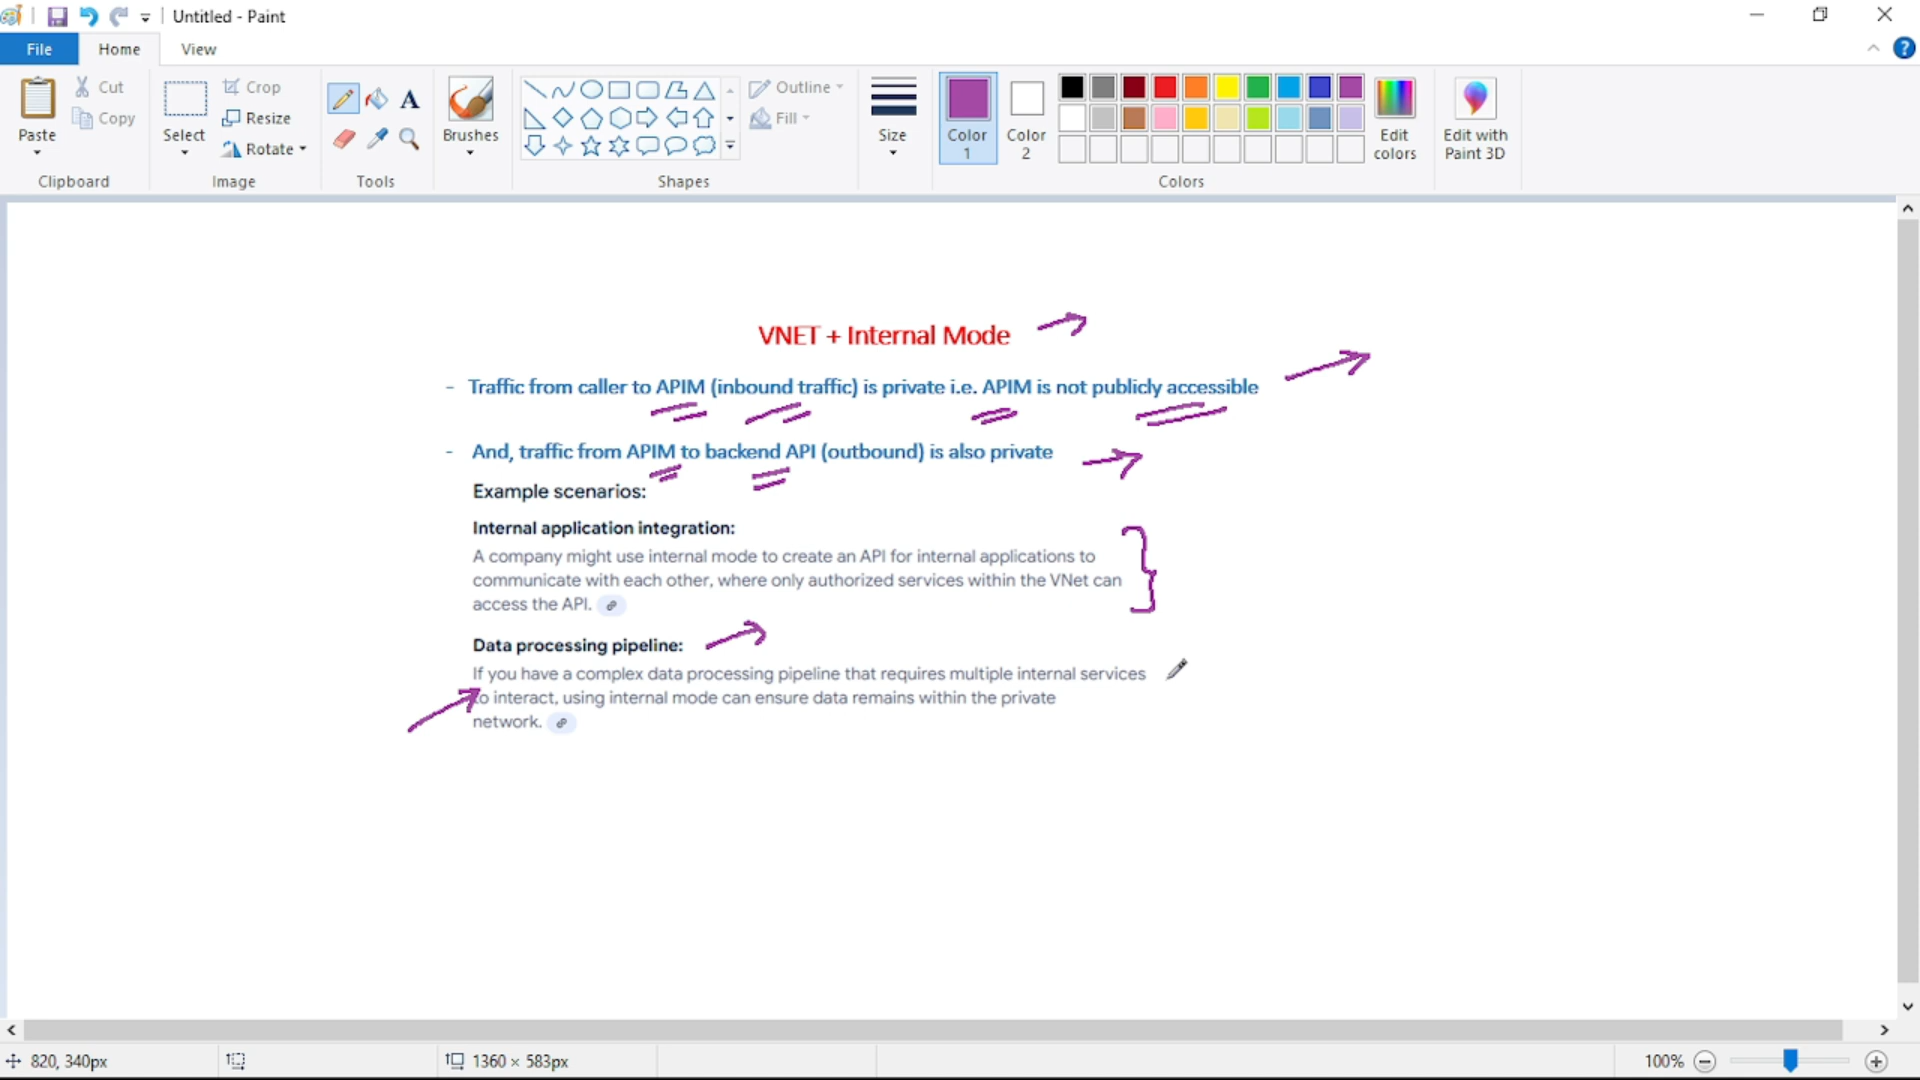 Untitled - Paint
File Home View
Paste
Cut
Copy
Clipboard
Select
Crop
Resize
Rotate
Image
A
Tools
Brushes
Shapes
Outline
Fill
Size
Color 1
Color 2
Colors
Edit colors
Edit with Paint 3D
?
VNET + Internal Mode
- Traffic from caller to APIM (inbound traffic) is private i.e. APIM is not publicly accessible
- And, traffic from APIM to backend API (outbound) is also private
Example scenarios:
Internal application integration:
A company might use internal mode to create an API for internal applications to
communicate with each other, where only authorized services within the VNet can
access the API.
Data processing pipeline:
If you have a complex data processing pipeline that requires multiple internal services
to interact, using internal mode can ensure data remains within the private
network.
820, 340px
1360 × 583px
100%